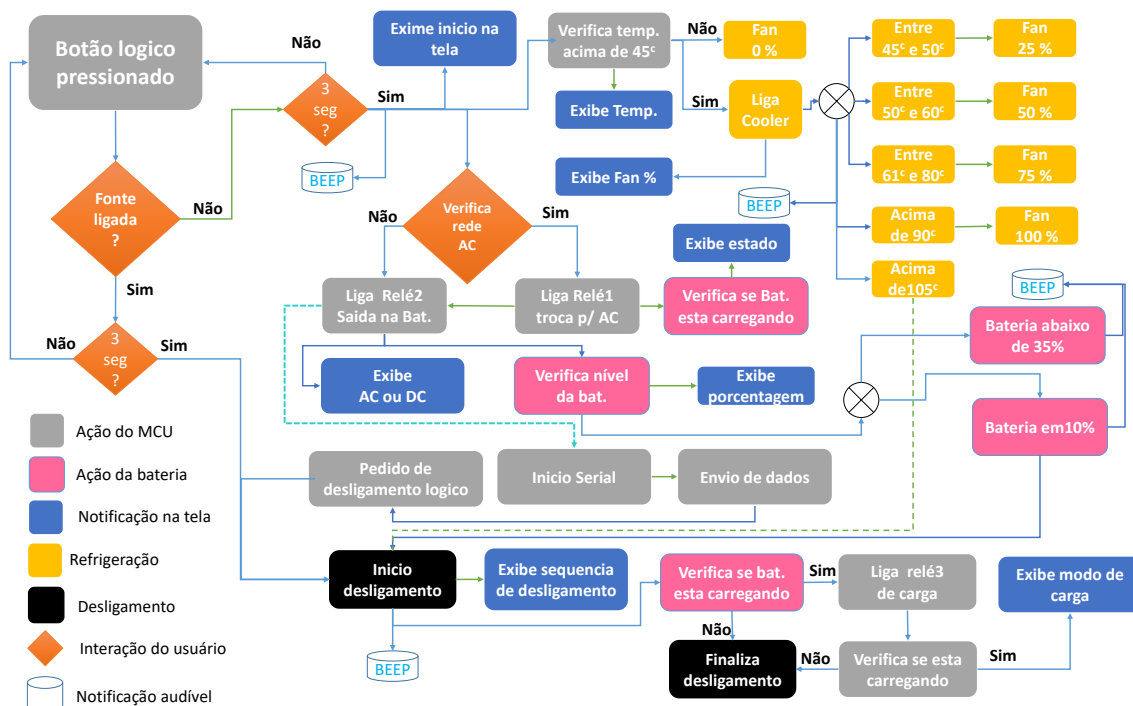 Botão logico
pressionado
Não
Exime inicio na
tela
Verifica temp.
acima de 45ᶜ
Não
Fan
0 %
Entre
45ᶜ e 50ᶜ
Fan
25 %
3
seg
?
Sim
Exibe Temp.
Sim
Liga
Cooler
Entre
50ᶜ e 60ᶜ
Fan
50 %
BEEP
Exibe Fan %
Entre
61ᶜ e 80ᶜ
Fan
75 %
Fonte
ligada
?
Não
Não
Verifica
rede
AC
Sim
BEEP
Acima
de 90ᶜ
Fan
100 %
Exibe estado
Sim
Liga Relé2
Saida na Bat.
Liga Relé1
troca p/ AC
Verifica se Bat.
esta carregando
Acima
de105ᶜ
BEEP
Não
3
seg
?
Sim
Bateria abaixo
de 35%
Exibe
AC ou DC
Verifica nível
da bat.
Exibe
porcentagem
Bateria em10%
Ação do MCU
Ação da bateria
Notificação na tela
Refrigeração
Desligamento
Interação do usuário
Notificação audível
Pedido de
desligamento logico
Inicio Serial
Envio de dados
Inicio
desligamento
Exibe sequencia
de desligamento
Verifica se bat.
esta carregando
Sim
Liga relé3
de carga
Exibe modo de
carga
Não
BEEP
Finaliza
desligamento
Não
Verifica se esta
carregando
Sim